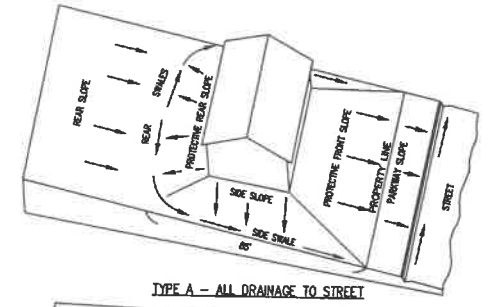 REAR SLOPE
SWALES
REAR
PROTECTIVE REAR SLOPE
SIDE SLOPE
SIDE SWALE
PROTECTIVE FRONT SLOPE
PROPERTY LINE
PARKWAY SLOPE
STREET
TYPE A - ALL DRAINAGE TO STREET